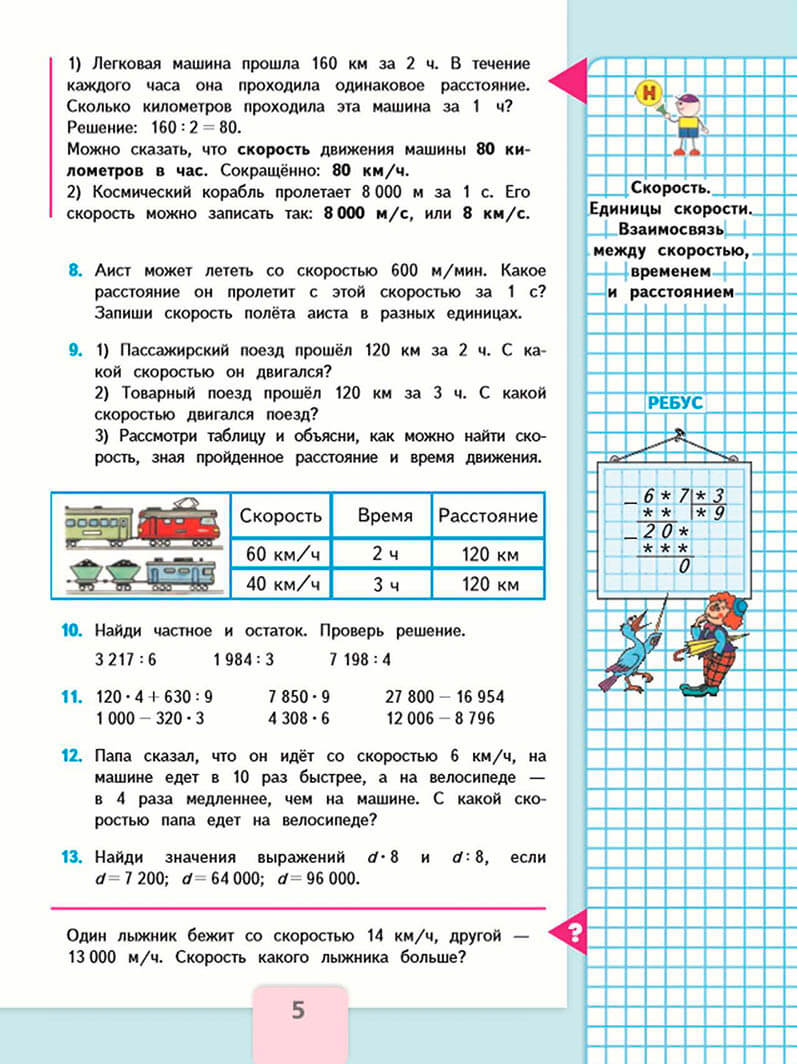 1) Легковая машина прошла 160 км за 2 ч. В течение
каждого часа она проходила одинаковое расстояние.
Сколько километров проходила эта машина за 1 ч?
Решение: 160 : 2 = 80.
Можно сказать, что скорость движения машины 80 ки-
лометров в час. Сокращённо: 80 км/ч.
2) Космический корабль пролетает 8 000 м за 1 с. Его
скорость можно записать так: 8 000 м/с, или 8 км/с.
8. Аист может лететь со скоростью 600 м/мин. Какое
расстояние он пролетит с этой скоростью за 1 с?
Запиши скорость полёта аиста в разных единицах.
9. 1) Пассажирский поезд прошёл 120 км за 2 ч. С ка-
кой скоростью он двигался?
2) Товарный поезд прошёл 120 км за 3 ч. С какой
скоростью двигался поезд?
3) Рассмотри таблицу и объясни, как можно найти ско-
рость, зная пройденное расстояние и время движения.
Скорость Время Расстояние
60 км/ч 2 ч 120 км
40 км/ч 3 ч 120 км
10. Найди частное и остаток. Проверь решение.
3 217 : 6 1 984 : 3 7 198 : 4
11. 120 · 4 + 630 : 9 7 850 · 9 27 800 − 16 954
1 000 − 320 · 3 4 308 · 6 12 006 − 8 796
12. Папа сказал, что он идёт со скоростью 6 км/ч, на
машине едет в 10 раз быстрее, а на велосипеде —
в 4 раза медленнее, чем на машине. С какой ско-
ростью папа едет на велосипеде?
13. Найди значения выражений d · 8 и d : 8, если
d = 7 200; d = 64 000; d = 96 000.
Один лыжник бежит со скоростью 14 км/ч, другой —
13 000 м/ч. Скорость какого лыжника больше?
5
Н
Скорость.
Единицы скорости.
Взаимосвязь
между скоростью,
временем
и расстоянием
РЕБУС
− 6 * 7 | * 3
* * | * 9
− 2 0 *
* * *
0
?